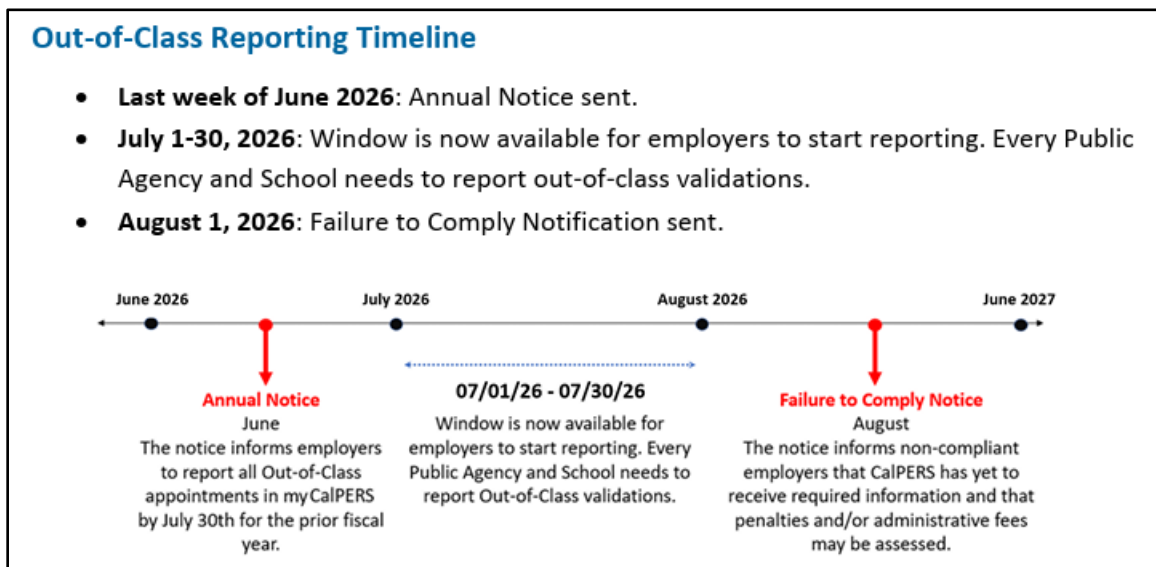 Out-of-Class Reporting Timeline
• Last week of June 2026: Annual Notice sent.
• July 1-30, 2026: Window is now available for employers to start reporting. Every Public
Agency and School needs to report out-of-class validations.
• August 1, 2026: Failure to Comply Notification sent.
June 2026
July 2026
August 2026
June 2027
Annual Notice
June
The notice informs employers
to report all Out-of-Class
appointments in my CalPERS
by July 30th for the prior fiscal
year.
07/01/26 - 07/30/26
Window is now available for
employers to start reporting. Every
Public Agency and School needs to
report Out-of-Class validations.
Failure to Comply Notice
August
The notice informs non-compliant
employers that CalPERS has yet to
receive required information and that
penalties and/or administrative fees
may be assessed.